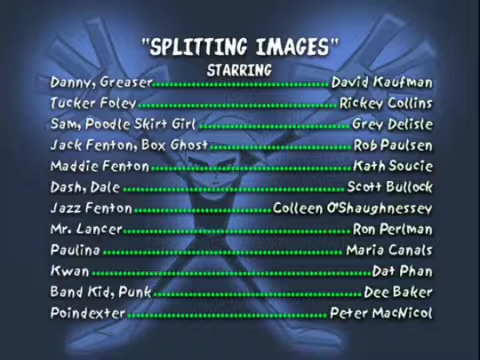 "SPLITTING IMAGES"
STARRING
Danny, Greaser................................David Kaufman
Tucker Foley................................Rickey Collins
Sam, Poodle Skirt Girl................................Grey Delisle
Jack Fenton, Box Ghost................................Rob Paulsen
Maddie Fenton................................Kath Soucie
Dash, Dale................................Scott Bullock
Jazz Fenton................................Colleen O'Shaughnessey
Mr. Lancer................................Ron Perlman
Paulina................................Maria Canals
Kwan................................Dat Phan
Band Kid, Punk................................Dee Baker
Poindexter................................Peter MacNicol